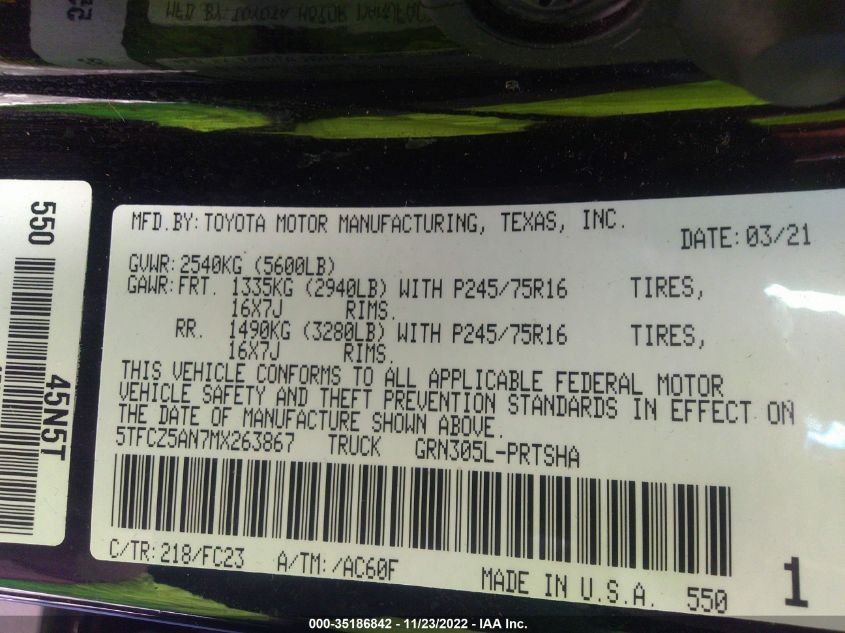 550
45N5T
MFD.BY: TOYOTA MOTOR MANUFACTURING, TEXAS, INC.
DATE: 03/21
GVWR: 2540KG (5600LB)
GAWR: FRT. 1335KG (2940LB) WITH P245/75R16 TIRES,
16X7J RIMS.
RR. 1490KG (3280LB) WITH P245/75R16 TIRES,
16X7J RIMS.
THIS VEHICLE CONFORMS TO ALL APPLICABLE FEDERAL MOTOR
VEHICLE SAFETY AND THEFT PREVENTION STANDARDS IN EFFECT ON
THE DATE OF MANUFACTURE SHOWN ABOVE.
5TFCZ5AN7MX263867 TRUCK GRN305L-PRTSHA
C/TR: 218/FC23 A/TM: /AC60F
MADE IN U.S.A. 550 1
000-35186842 - 11/23/2022 - IAA Inc.